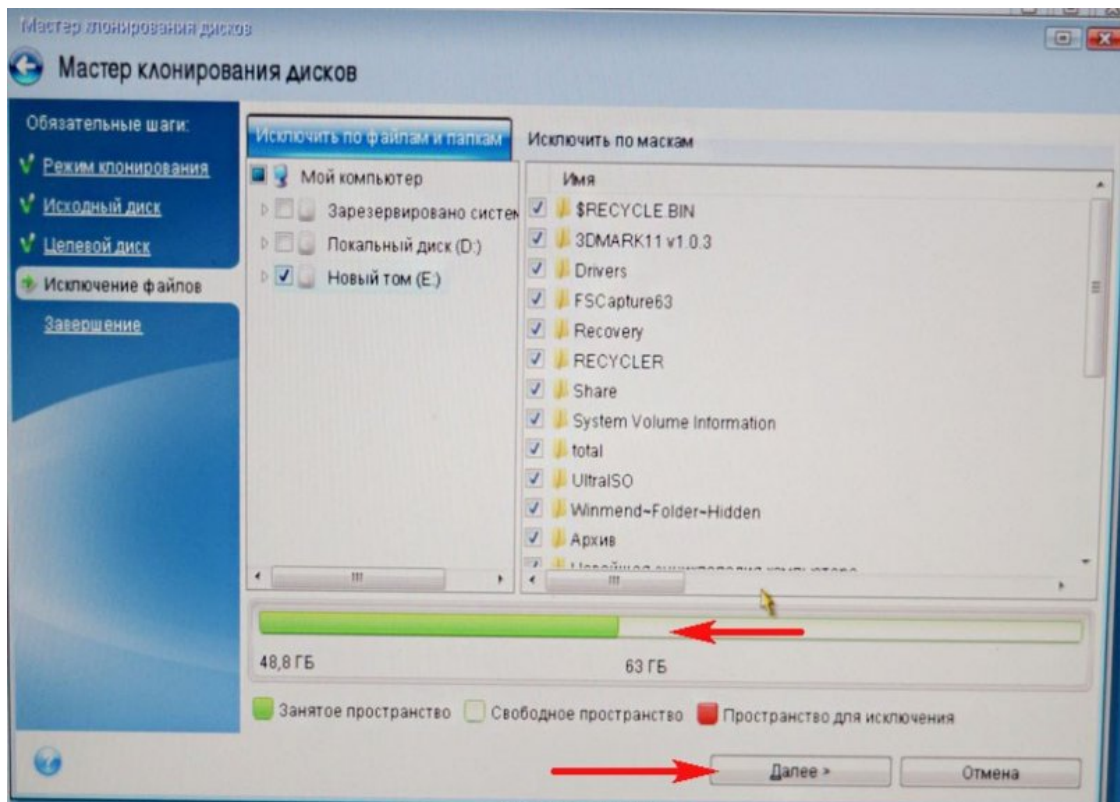 Мастер клонирования дисков
Мастер клонирования дисков
Обязательные шаги:
Режим клонирования
Исходный диск
Целевой диск
Исключение файлов
Завершение
Исключить по файлам и папкам
Исключить по маскам
Мой компьютер
Зарезервировано систем
Локальный диск (D:)
Новый том (E:)
Имя
$RECYCLE.BIN
3DMARK11 v1.0.3
Drivers
FSCapture63
Recovery
RECYCLER
Share
System Volume Information
total
UltraISO
Winmend~Folder~Hidden
Архив
48,8 ГБ
63 ГБ
Занятое пространство
Свободное пространство
Пространство для исключения
Далее >
Отмена